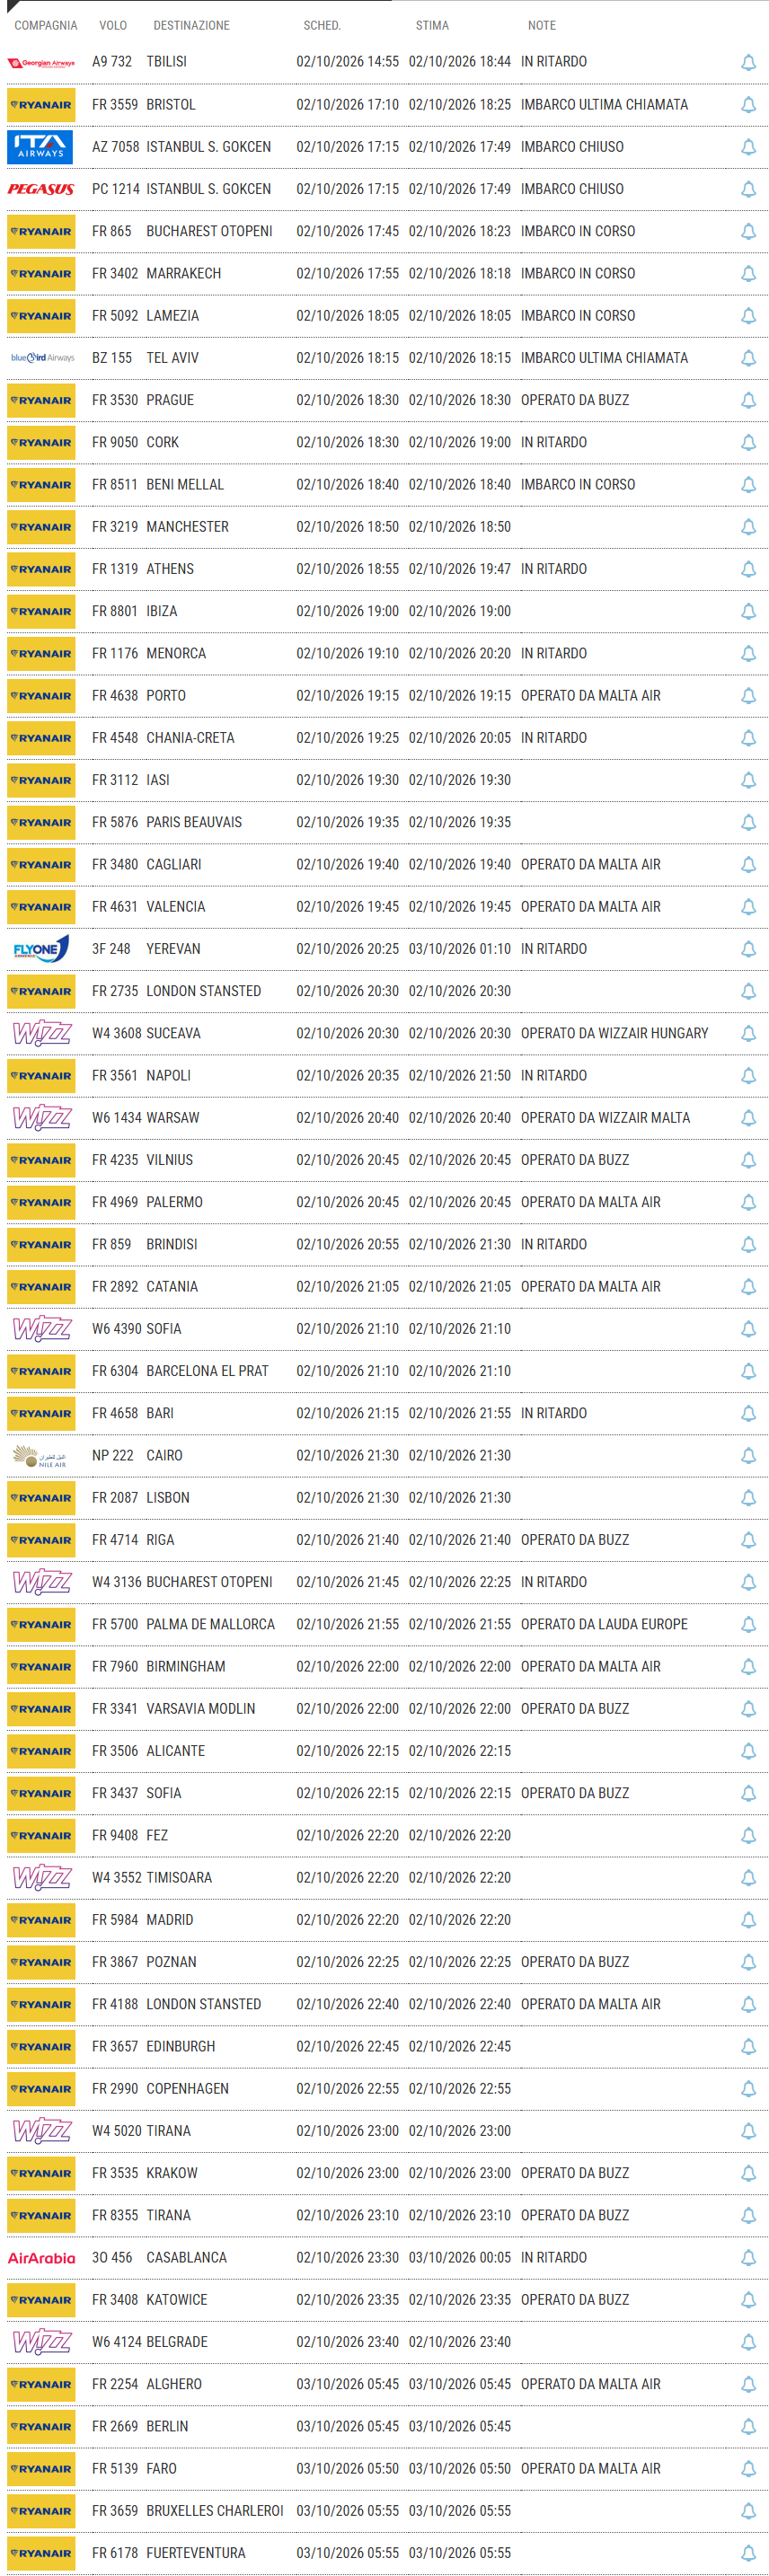 COMPAGNIA VOLO DESTINAZIONE SCHED. STIMA NOTE
Georgian Airways A9 732 TBILISI 02/10/2026 14:55 02/10/2026 18:44 IN RITARDO
RYANAIR FR 3559 BRISTOL 02/10/2026 17:10 02/10/2026 18:25 IMBARCO ULTIMA CHIAMATA
ITA AIRWAYS AZ 7058 ISTANBUL S. GOKCEN 02/10/2026 17:15 02/10/2026 17:49 IMBARCO CHIUSO
PEGASUS PC 1214 ISTANBUL S. GOKCEN 02/10/2026 17:15 02/10/2026 17:49 IMBARCO CHIUSO
RYANAIR FR 865 BUCHAREST OTOPENI 02/10/2026 17:45 02/10/2026 18:23 IMBARCO IN CORSO
RYANAIR FR 3402 MARRAKECH 02/10/2026 17:55 02/10/2026 18:18 IMBARCO IN CORSO
RYANAIR FR 5092 LAMEZIA 02/10/2026 18:05 02/10/2026 18:05 IMBARCO IN CORSO
blueBird Airways BZ 155 TEL AVIV 02/10/2026 18:15 02/10/2026 18:15 IMBARCO ULTIMA CHIAMATA
RYANAIR FR 3530 PRAGUE 02/10/2026 18:30 02/10/2026 18:30 OPERATO DA BUZZ
RYANAIR FR 9050 CORK 02/10/2026 18:30 02/10/2026 19:00 IN RITARDO
RYANAIR FR 8511 BENI MELLAL 02/10/2026 18:40 02/10/2026 18:40 IMBARCO IN CORSO
RYANAIR FR 3219 MANCHESTER 02/10/2026 18:50 02/10/2026 18:50
RYANAIR FR 1319 ATHENS 02/10/2026 18:55 02/10/2026 19:47 IN RITARDO
RYANAIR FR 8801 IBIZA 02/10/2026 19:00 02/10/2026 19:00
RYANAIR FR 1176 MENORCA 02/10/2026 19:10 02/10/2026 20:20 IN RITARDO
RYANAIR FR 4638 PORTO 02/10/2026 19:15 02/10/2026 19:15 OPERATO DA MALTA AIR
RYANAIR FR 4548 CHANIA-CRETA 02/10/2026 19:25 02/10/2026 20:05 IN RITARDO
RYANAIR FR 3112 IASI 02/10/2026 19:30 02/10/2026 19:30
RYANAIR FR 5876 PARIS BEAUVAIS 02/10/2026 19:35 02/10/2026 19:35
RYANAIR FR 3480 CAGLIARI 02/10/2026 19:40 02/10/2026 19:40 OPERATO DA MALTA AIR
RYANAIR FR 4631 VALENCIA 02/10/2026 19:45 02/10/2026 19:45 OPERATO DA MALTA AIR
FLYONE 3F 248 YEREVAN 02/10/2026 20:25 03/10/2026 01:10 IN RITARDO
RYANAIR FR 2735 LONDON STANSTED 02/10/2026 20:30 02/10/2026 20:30
WIZZ W4 3608 SUCEAVA 02/10/2026 20:30 02/10/2026 20:30 OPERATO DA WIZZAIR HUNGARY
RYANAIR FR 3561 NAPOLI 02/10/2026 20:35 02/10/2026 21:50 IN RITARDO
WIZZ W6 1434 WARSAW 02/10/2026 20:40 02/10/2026 20:40 OPERATO DA WIZZAIR MALTA
RYANAIR FR 4235 VILNIUS 02/10/2026 20:45 02/10/2026 20:45 OPERATO DA BUZZ
RYANAIR FR 4969 PALERMO 02/10/2026 20:45 02/10/2026 20:45 OPERATO DA MALTA AIR
RYANAIR FR 859 BRINDISI 02/10/2026 20:55 02/10/2026 21:30 IN RITARDO
RYANAIR FR 2892 CATANIA 02/10/2026 21:05 02/10/2026 21:05 OPERATO DA MALTA AIR
WIZZ W6 4390 SOFIA 02/10/2026 21:10 02/10/2026 21:10
RYANAIR FR 6304 BARCELONA EL PRAT 02/10/2026 21:10 02/10/2026 21:10
RYANAIR FR 4658 BARI 02/10/2026 21:15 02/10/2026 21:55 IN RITARDO
النيل للطيران NILE AIR NP 222 CAIRO 02/10/2026 21:30 02/10/2026 21:30
RYANAIR FR 2087 LISBON 02/10/2026 21:30 02/10/2026 21:30
RYANAIR FR 4714 RIGA 02/10/2026 21:40 02/10/2026 21:40 OPERATO DA BUZZ
WIZZ W4 3136 BUCHAREST OTOPENI 02/10/2026 21:45 02/10/2026 22:25 IN RITARDO
RYANAIR FR 5700 PALMA DE MALLORCA 02/10/2026 21:55 02/10/2026 21:55 OPERATO DA LAUDA EUROPE
RYANAIR FR 7960 BIRMINGHAM 02/10/2026 22:00 02/10/2026 22:00 OPERATO DA MALTA AIR
RYANAIR FR 3341 VARSAVIA MODLIN 02/10/2026 22:00 02/10/2026 22:00 OPERATO DA BUZZ
RYANAIR FR 3506 ALICANTE 02/10/2026 22:15 02/10/2026 22:15
RYANAIR FR 3437 SOFIA 02/10/2026 22:15 02/10/2026 22:15 OPERATO DA BUZZ
RYANAIR FR 9408 FEZ 02/10/2026 22:20 02/10/2026 22:20
WIZZ W4 3552 TIMISOARA 02/10/2026 22:20 02/10/2026 22:20
RYANAIR FR 5984 MADRID 02/10/2026 22:20 02/10/2026 22:20
RYANAIR FR 3867 POZNAN 02/10/2026 22:25 02/10/2026 22:25 OPERATO DA BUZZ
RYANAIR FR 4188 LONDON STANSTED 02/10/2026 22:40 02/10/2026 22:40 OPERATO DA MALTA AIR
RYANAIR FR 3657 EDINBURGH 02/10/2026 22:45 02/10/2026 22:45
RYANAIR FR 2990 COPENHAGEN 02/10/2026 22:55 02/10/2026 22:55
WIZZ W4 5020 TIRANA 02/10/2026 23:00 02/10/2026 23:00
RYANAIR FR 3535 KRAKOW 02/10/2026 23:00 02/10/2026 23:00 OPERATO DA BUZZ
RYANAIR FR 8355 TIRANA 02/10/2026 23:10 02/10/2026 23:10 OPERATO DA BUZZ
AirArabia 3O 456 CASABLANCA 02/10/2026 23:30 03/10/2026 00:05 IN RITARDO
RYANAIR FR 3408 KATOWICE 02/10/2026 23:35 02/10/2026 23:35 OPERATO DA BUZZ
WIZZ W6 4124 BELGRADE 02/10/2026 23:40 02/10/2026 23:40
RYANAIR FR 2254 ALGHERO 03/10/2026 05:45 03/10/2026 05:45 OPERATO DA MALTA AIR
RYANAIR FR 2669 BERLIN 03/10/2026 05:45 03/10/2026 05:45
RYANAIR FR 5139 FARO 03/10/2026 05:50 03/10/2026 05:50 OPERATO DA MALTA AIR
RYANAIR FR 3659 BRUXELLES CHARLEROI 03/10/2026 05:55 03/10/2026 05:55
RYANAIR FR 6178 FUERTEVENTURA 03/10/2026 05:55 03/10/2026 05:55